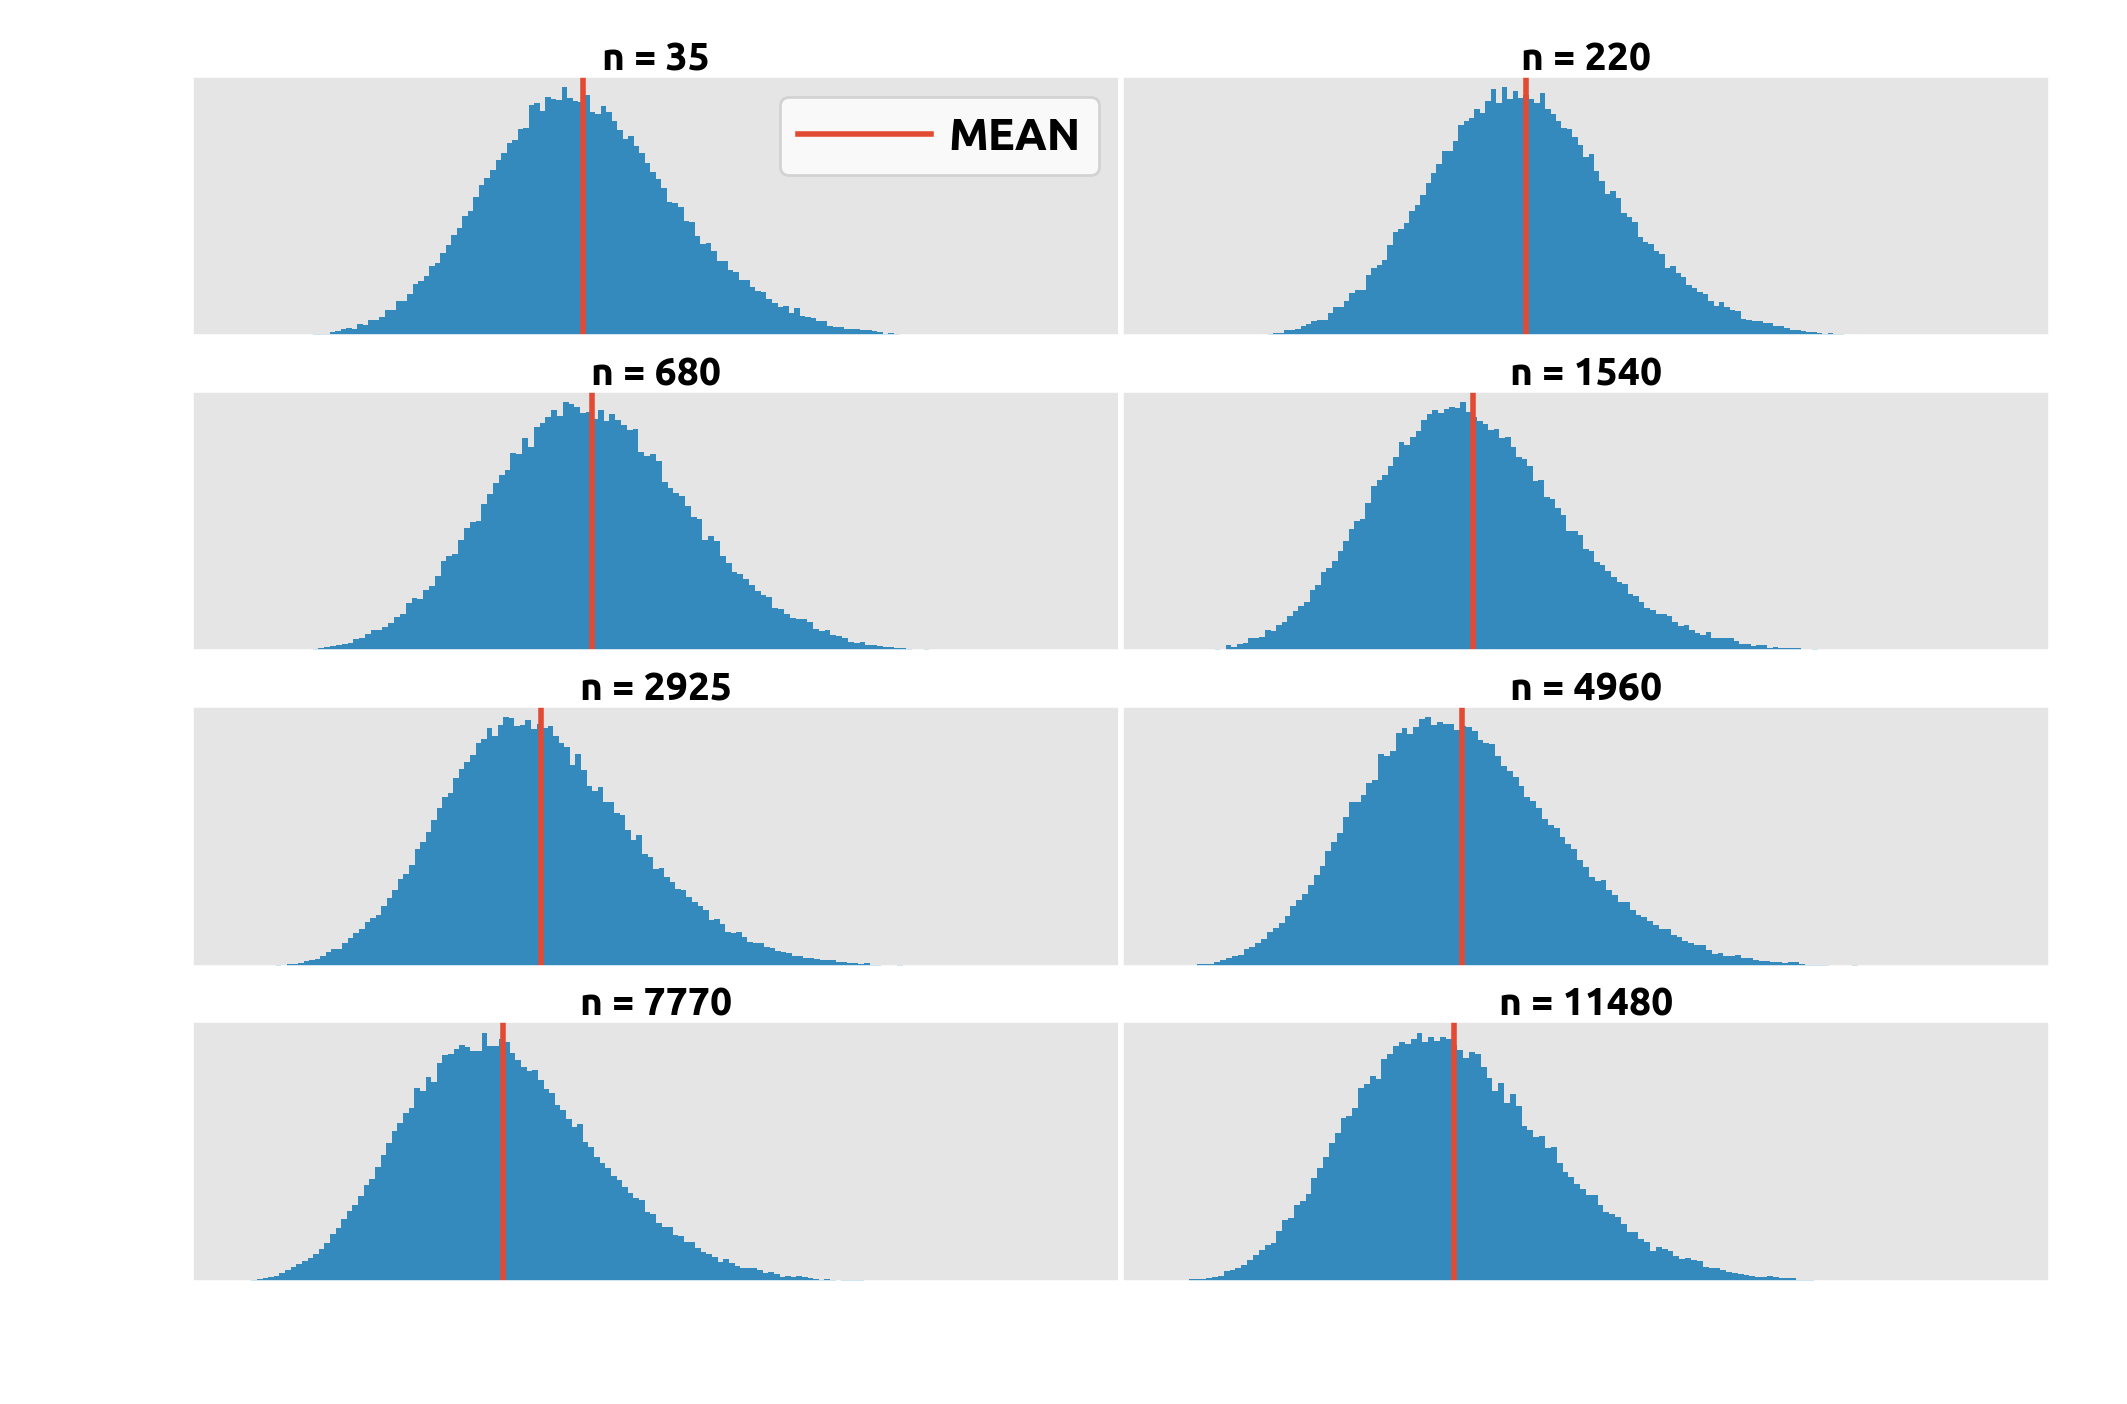 n = 35
MEAN
n = 220
n = 680
n = 1540
n = 2925
n = 4960
n = 7770
n = 11480